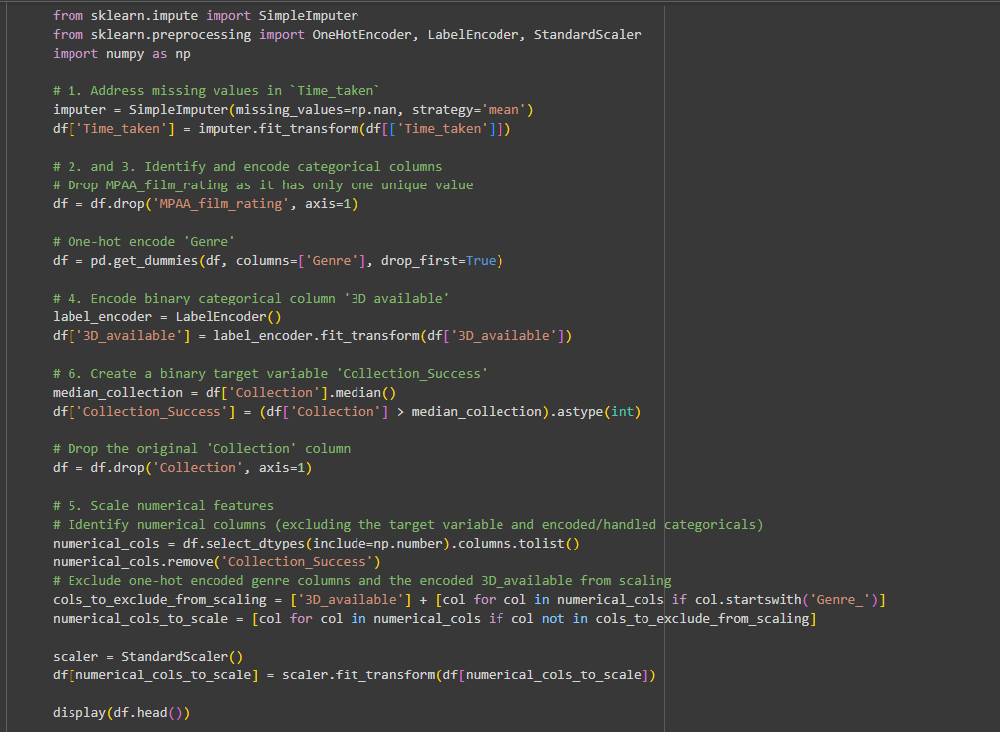 from sklearn.impute import SimpleImputer
from sklearn.preprocessing import OneHotEncoder, LabelEncoder, StandardScaler
import numpy as np
# 1. Address missing values in `Time_taken`
imputer = SimpleImputer(missing_values=np.nan, strategy='mean')
df['Time_taken'] = imputer.fit_transform(df[['Time_taken']])
# 2. and 3. Identify and encode categorical columns
# Drop MPAA_film_rating as it has only one unique value
df = df.drop('MPAA_film_rating', axis=1)
# One-hot encode 'Genre'
df = pd.get_dummies(df, columns=['Genre'], drop_first=True)
# 4. Encode binary categorical column '3D_available'
label_encoder = LabelEncoder()
df['3D_available'] = label_encoder.fit_transform(df['3D_available'])
# 6. Create a binary target variable 'Collection_Success'
median_collection = df['Collection'].median()
df['Collection_Success'] = (df['Collection'] > median_collection).astype(int)
# Drop the original 'Collection' column
df = df.drop('Collection', axis=1)
# 5. Scale numerical features
# Identify numerical columns (excluding the target variable and encoded/handled categoricals)
numerical_cols = df.select_dtypes(include=np.number).columns.tolist()
numerical_cols.remove('Collection_Success')
# Exclude one-hot encoded genre columns and the encoded 3D_available from scaling
cols_to_exclude_from_scaling = ['3D_available'] + [col for col in numerical_cols if col.startswith('Genre_')]
numerical_cols_to_scale = [col for col in numerical_cols if col not in cols_to_exclude_from_scaling]
scaler = StandardScaler()
df[numerical_cols_to_scale] = scaler.fit_transform(df[numerical_cols_to_scale])
display(df.head())